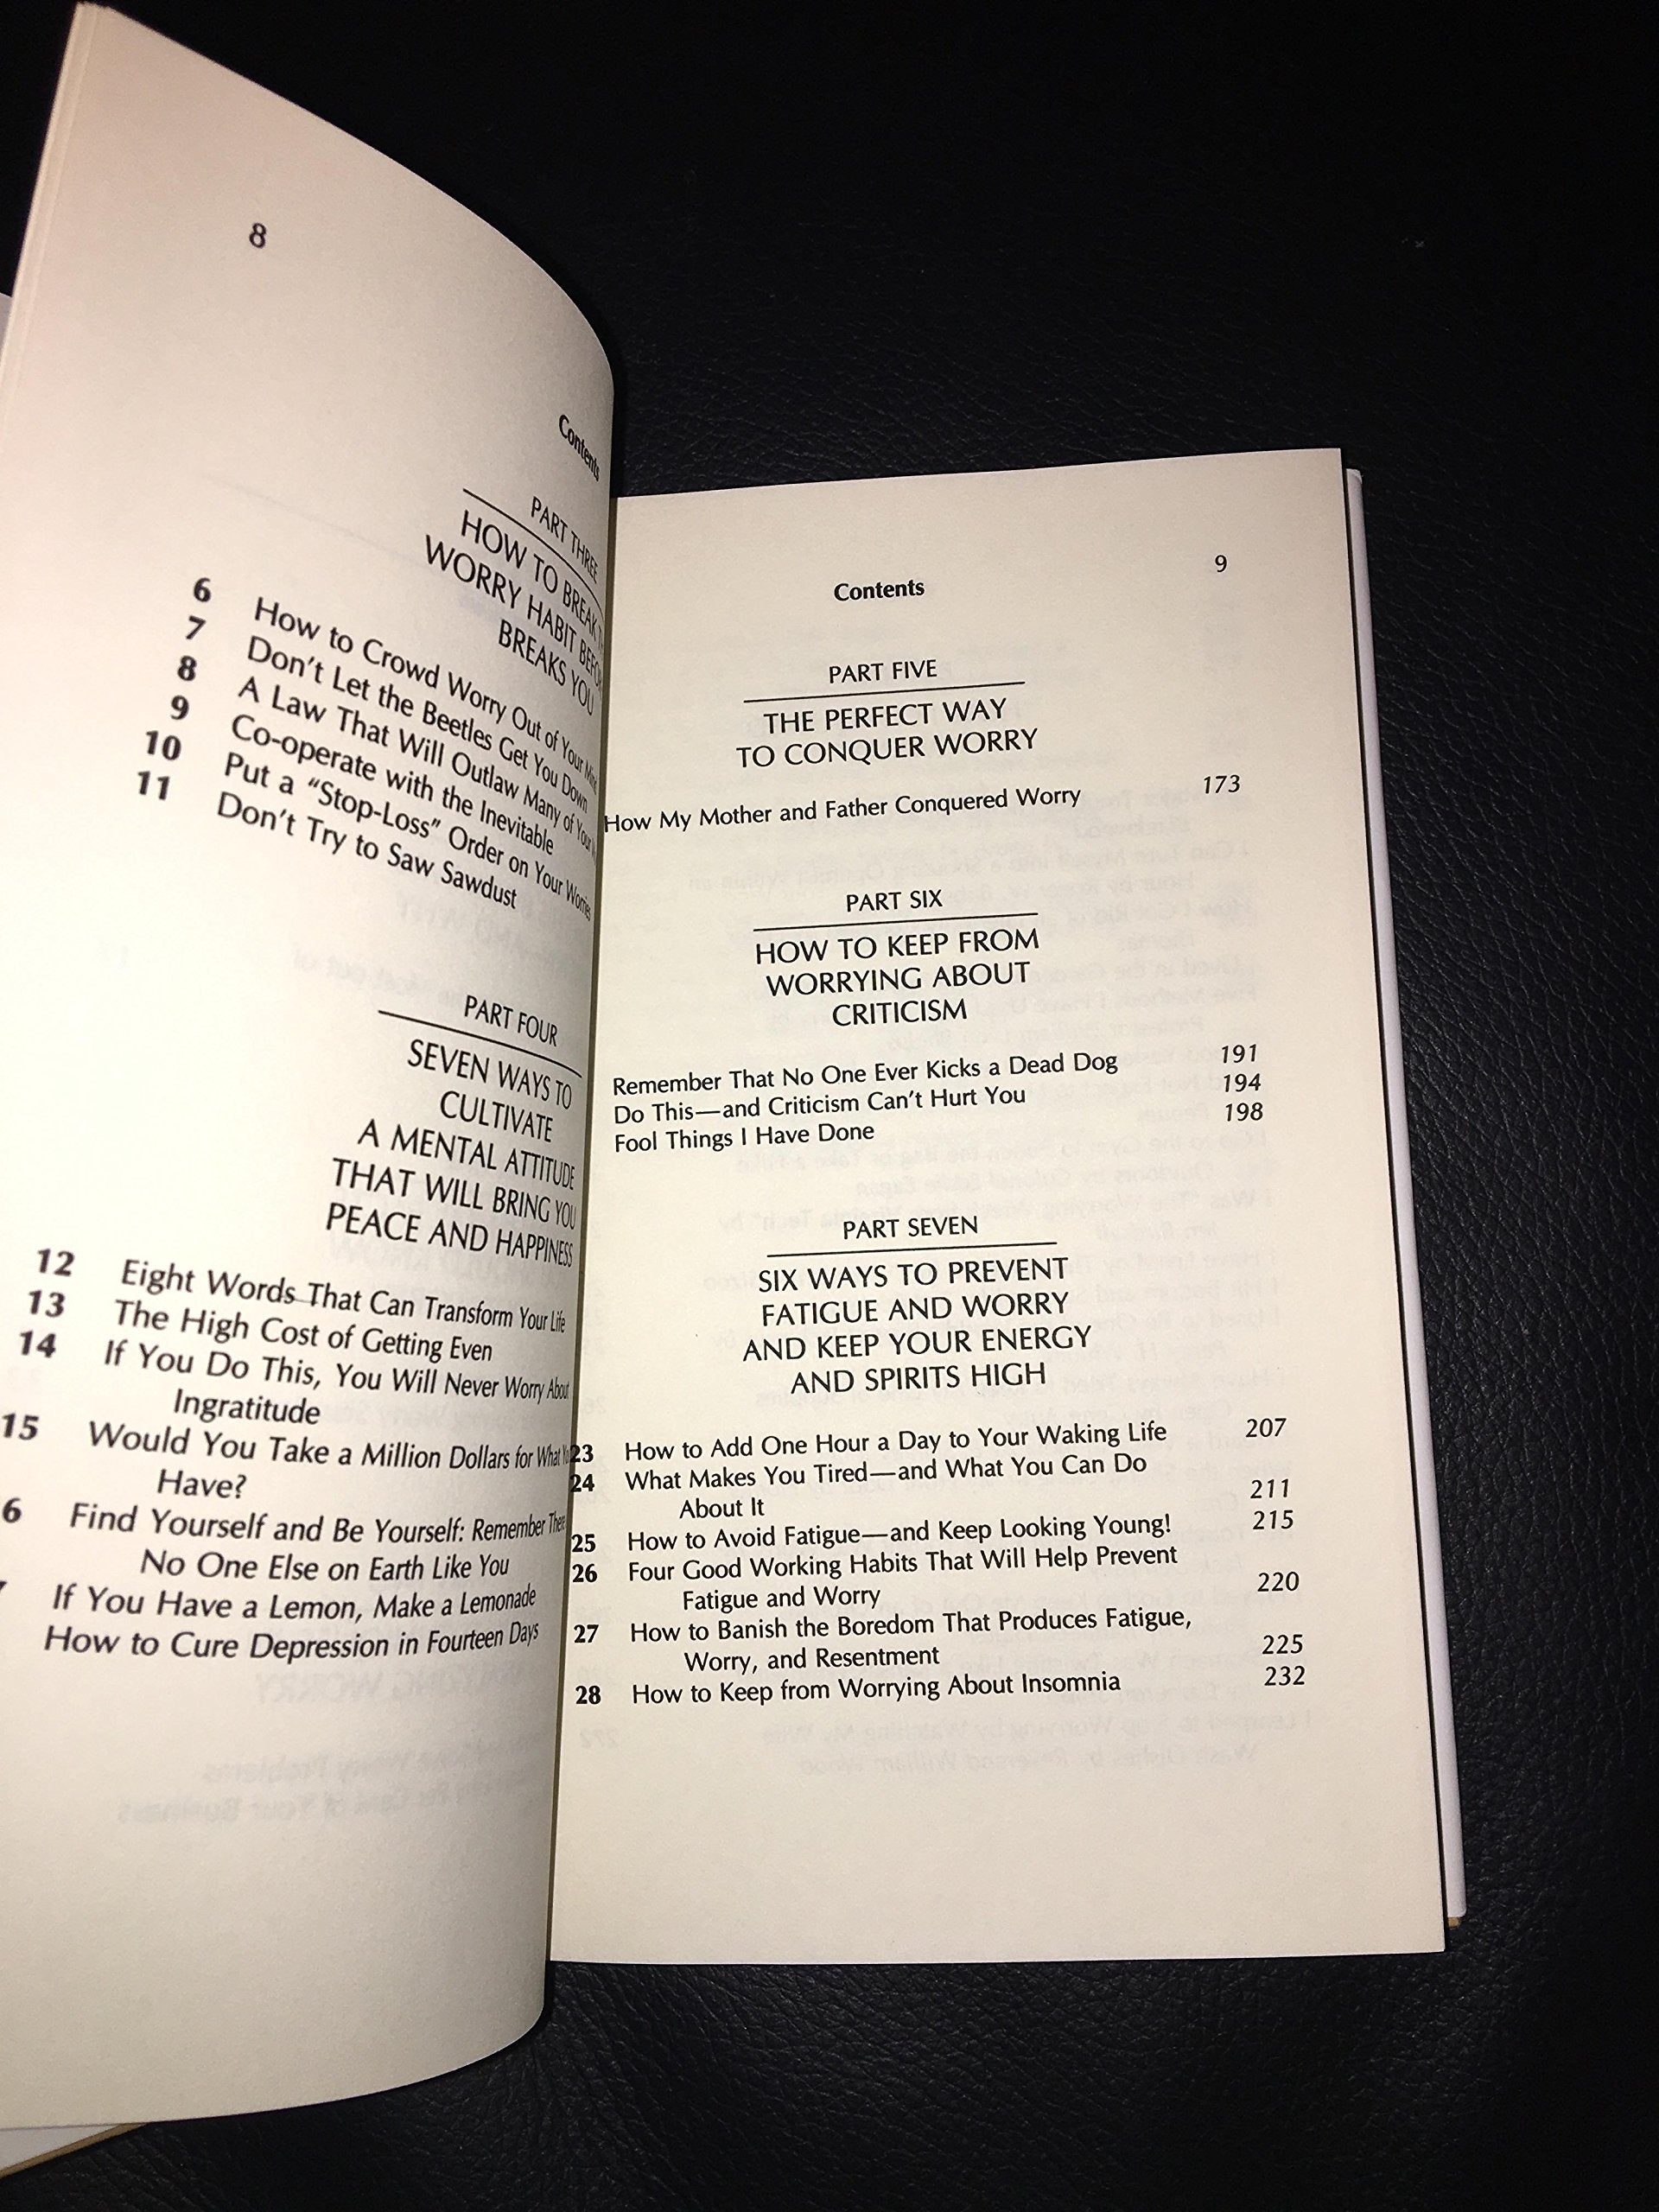 8
Contents
PART THREE
HOW TO BREAK
WORRY HABIT
BREAKS YOU
6 How to Crowd Worry Out of Your
7 Don't Let the Beetles Get You Down
8 A Law That Will Outlaw Many of Your
9 Co-operate with the Inevitable
10 Put a "Stop-Loss" Order on Your Worries
11 Don't Try to Saw Sawdust
PART FOUR
SEVEN WAYS TO
CULTIVATE
A MENTAL ATTITUDE
THAT WILL BRING YOU
PEACE AND HAPPINESS
12 Eight Words That Can Transform Your Life
13 The High Cost of Getting Even
14 If You Do This, You Will Never Worry About
Ingratitude
15 Would You Take a Million Dollars for What
Have?
6 Find Yourself and Be Yourself: Remember
No One Else on Earth Like You
If You Have a Lemon, Make a Lemonade
How to Cure Depression in Fourteen Days
9
Contents
PART FIVE
THE PERFECT WAY
TO CONQUER WORRY
How My Mother and Father Conquered Worry 173
PART SIX
HOW TO KEEP FROM
WORRYING ABOUT
CRITICISM
Remember That No One Ever Kicks a Dead Dog 191
Do This—and Criticism Can't Hurt You 194
Fool Things I Have Done 198
PART SEVEN
SIX WAYS TO PREVENT
FATIGUE AND WORRY
AND KEEP YOUR ENERGY
AND SPIRITS HIGH
23 How to Add One Hour a Day to Your Waking Life 207
24 What Makes You Tired—and What You Can Do
About It 211
25 How to Avoid Fatigue—and Keep Looking Young! 215
26 Four Good Working Habits That Will Help Prevent
Fatigue and Worry 220
27 How to Banish the Boredom That Produces Fatigue,
Worry, and Resentment 225
28 How to Keep from Worrying About Insomnia 232